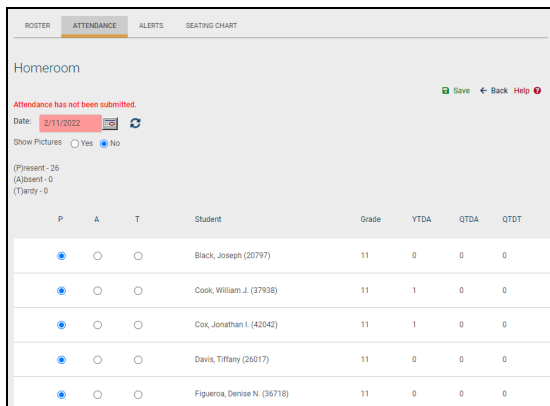 ROSTER ATTENDANCE ALERTS SEATING CHART
Homeroom
Save Back Help
Attendance has not been submitted.
Date: 2/11/2022
Show Pictures Yes No
(P)resent - 26
(A)bsent - 0
(T)ardy - 0
P A T Student Grade YTDA QTDA QTDT
Black, Joseph (20797) 11 0 0 0
Cook, William J. (37938) 11 1 0 0
Cox, Jonathan I. (42042) 11 1 0 0
Davis, Tiffany (26017) 11 0 0 0
Figueroa, Denise N. (36718) 11 0 0 0